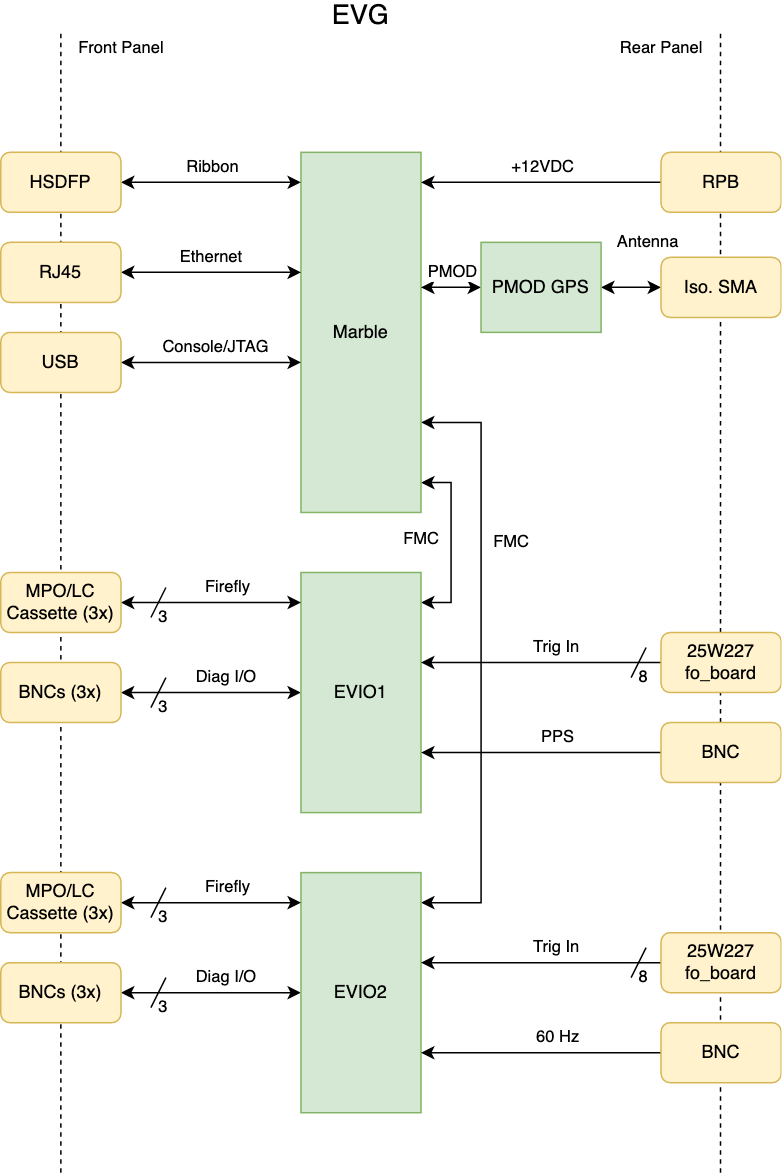 EVG
Front Panel
Rear Panel
HSDFP
Ribbon
+12VDC
RPB
RJ45
Ethernet
Marble
PMOD
PMOD GPS
Antenna
Iso. SMA
USB
Console/JTAG
FMC
FMC
MPO/LC
Cassette (3x)
Firefly
3
EVIO1
Trig In
8
25W227
fo_board
BNCs (3x)
Diag I/O
3
PPS
BNC
MPO/LC
Cassette (3x)
Firefly
3
EVIO2
Trig In
8
25W227
fo_board
BNCs (3x)
Diag I/O
3
60 Hz
BNC